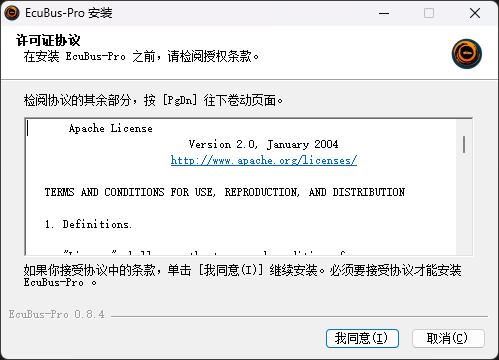 EcuBus-Pro 安装
许可证协议
在安装 EcuBus-Pro 之前，请检阅授权条款。
检阅协议的其余部分，按 [PgDn] 往下卷动页面。
Apache License
Version 2.0, January 2004
http://www.apache.org/licenses/
TERMS AND CONDITIONS FOR USE, REPRODUCTION, AND DISTRIBUTION
1. Definitions.
如果你接受协议中的条款，单击 [我同意(I)] 继续安装。必须要接受协议才能安装
EcuBus-Pro 。
EcuBus-Pro 0.8.4
我同意(I)
取消(C)